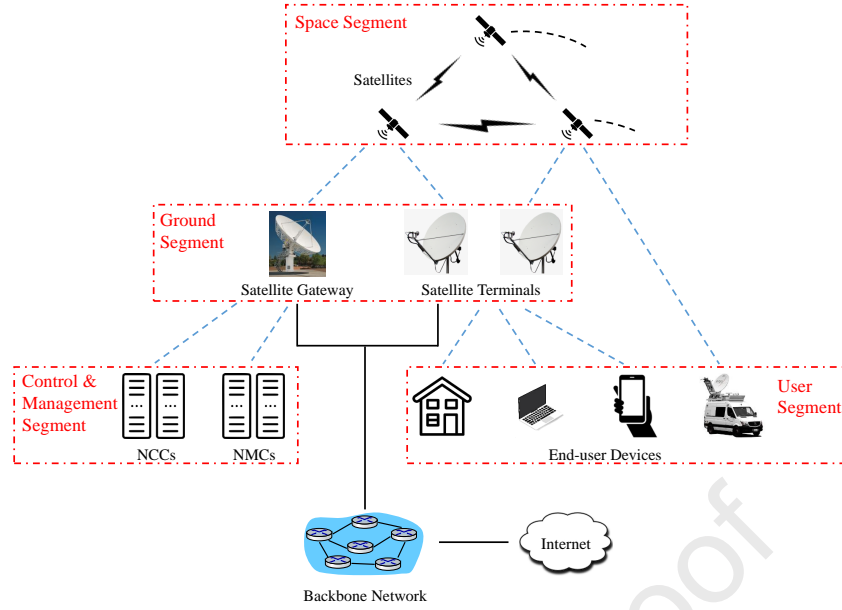 Space Segment
Satellites
Ground
Segment
Satellite Gateway
Satellite Terminals
Control &
Management
Segment
...
...
...
...
NCCs
NMCs
User
Segment
End-user Devices
Internet
Backbone Network
oof